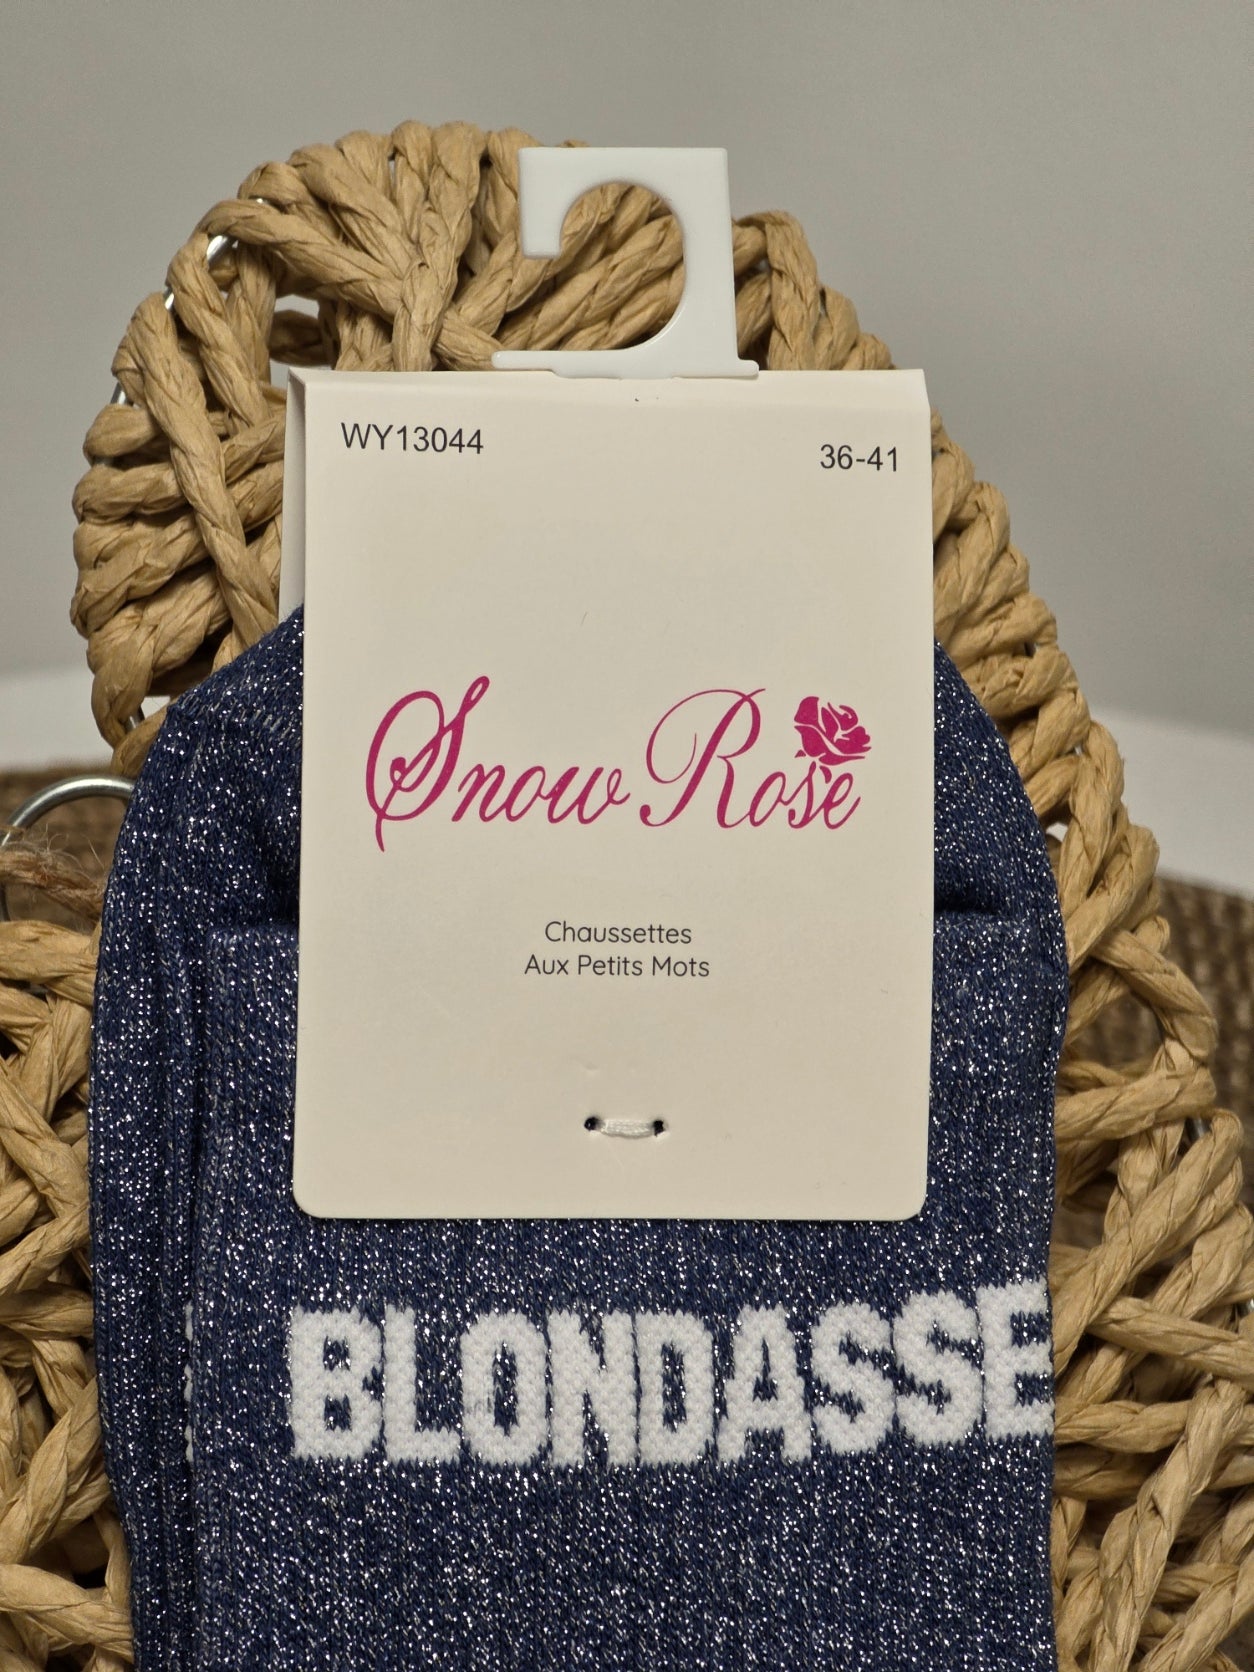 WY13044
36-41
Snow Rose
Chaussettes
Aux Petits Mots
BLONDASSE